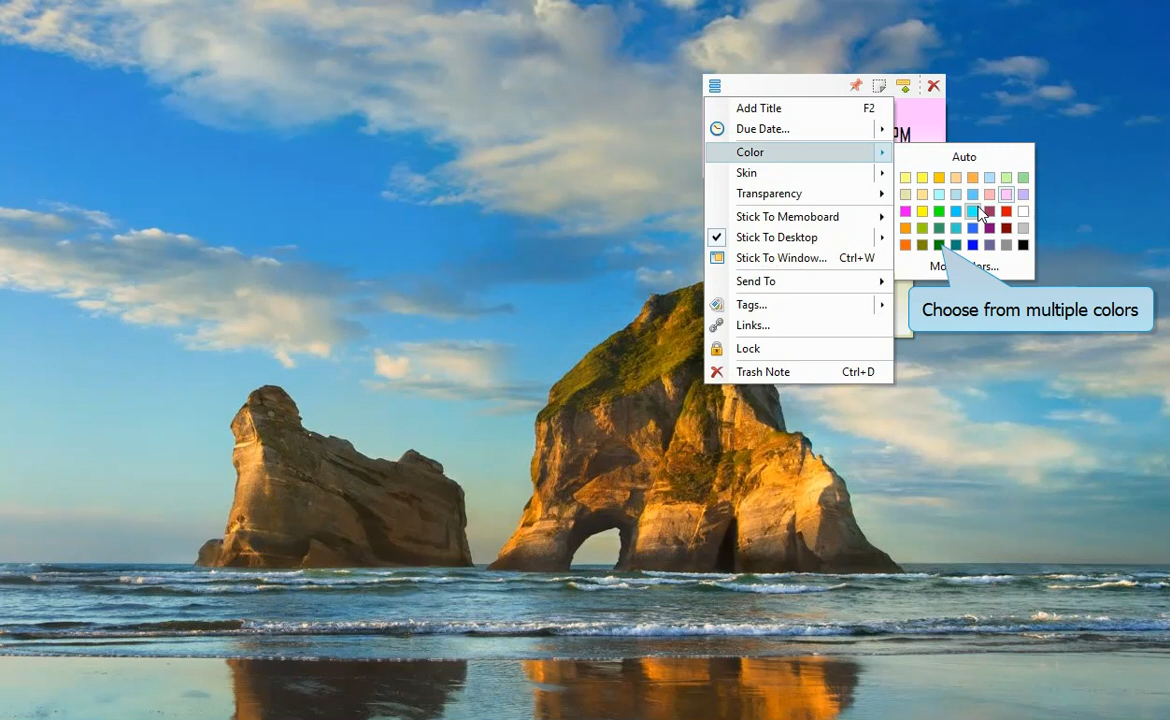 Add Title F2
Due Date...
PM
Color
Auto
Skin
Transparency
Stick To Memoboard
Stick To Desktop
Stick To Window... Ctrl+W
Send To
Tags...
Choose from multiple colors
Links...
Lock
Trash Note Ctrl+D